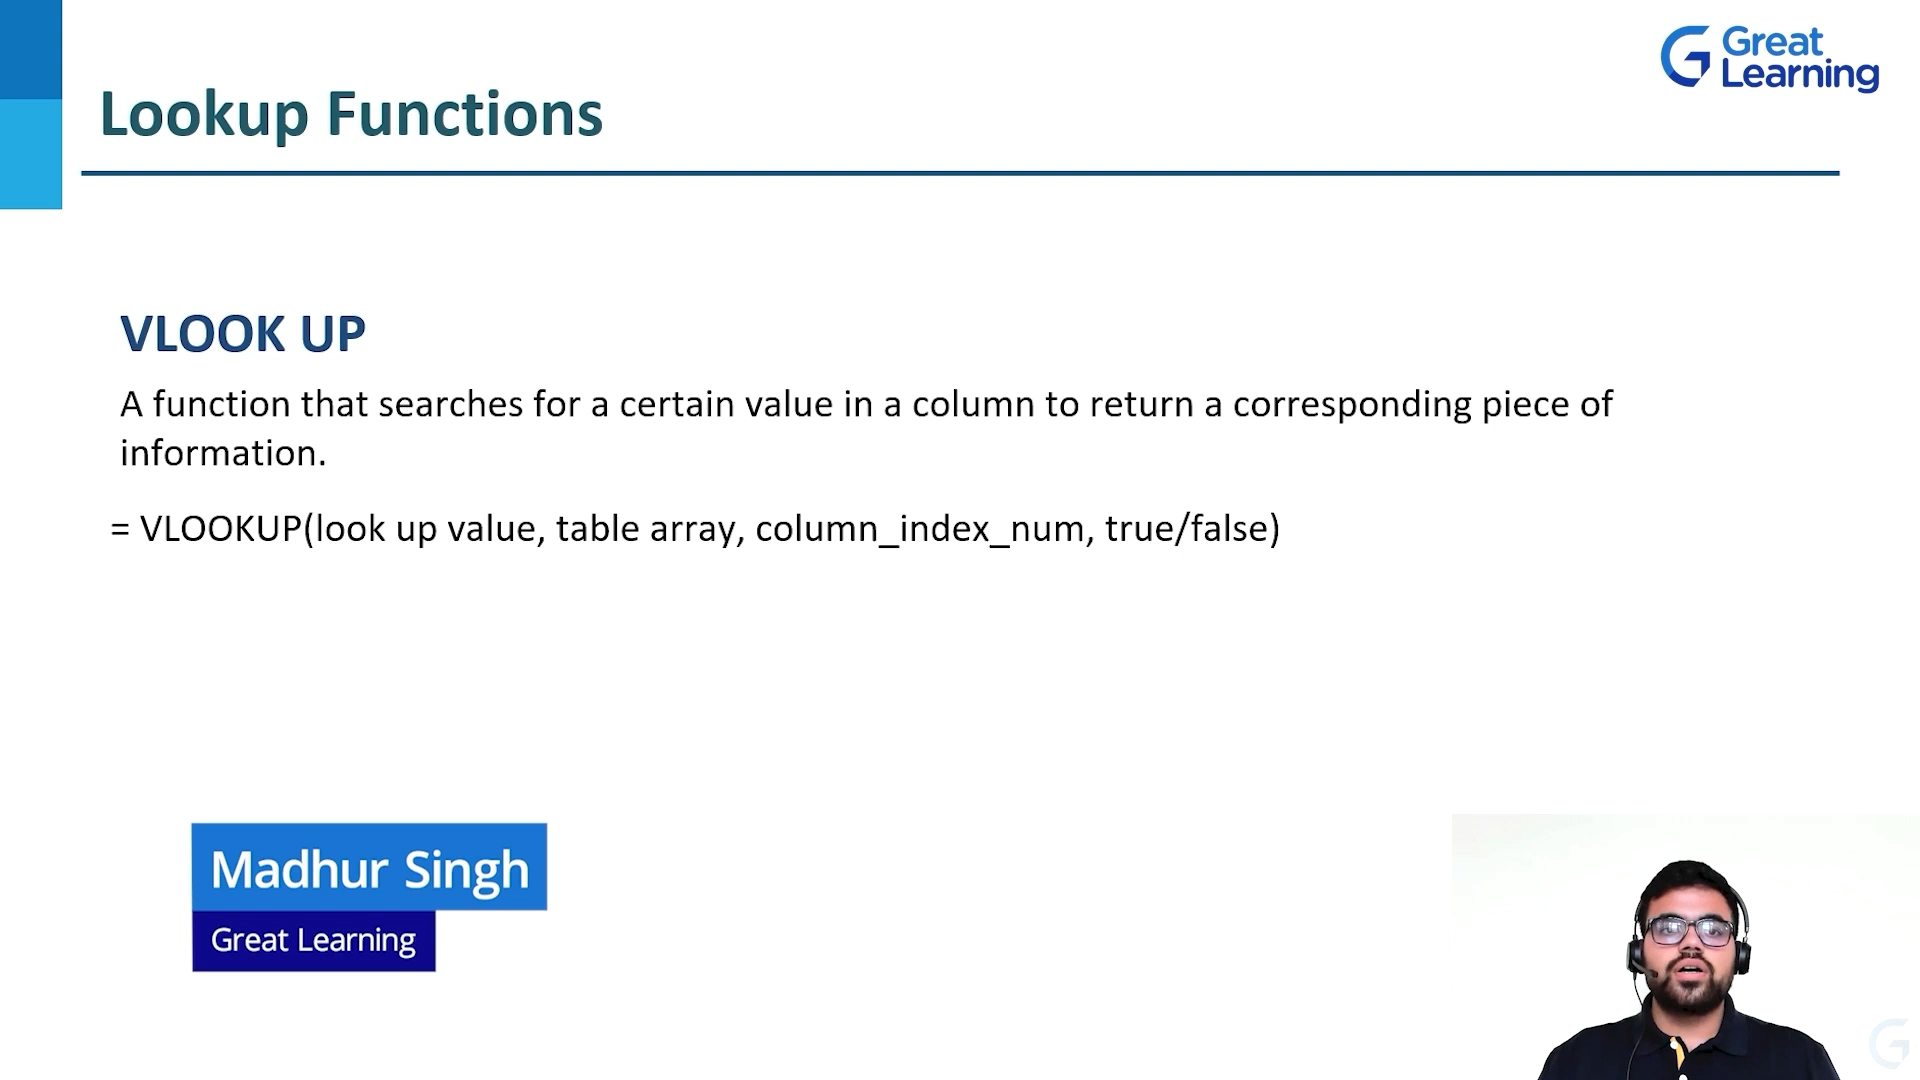 Great
Learning
Lookup Functions
VLOOK UP
A function that searches for a certain value in a column to return a corresponding piece of
information.
= VLOOKUP(look up value, table array, column_index_num, true/false)
Madhur Singh
Great Learning